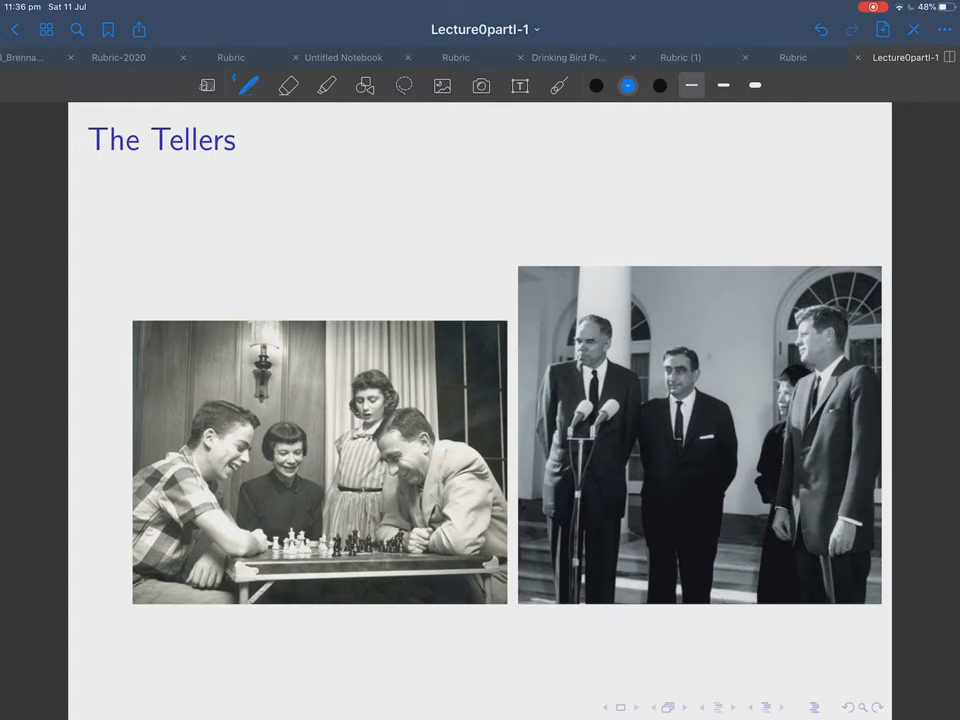 11:36 pm Sat 11 Jul
48%
Lecture0partI-1
l_Brenna...
Rubric-2020
Rubric
Untitled Notebook
Rubric
Drinking Bird Pr...
Rubric (1)
Rubric
Lecture0partI-1
T
The Tellers